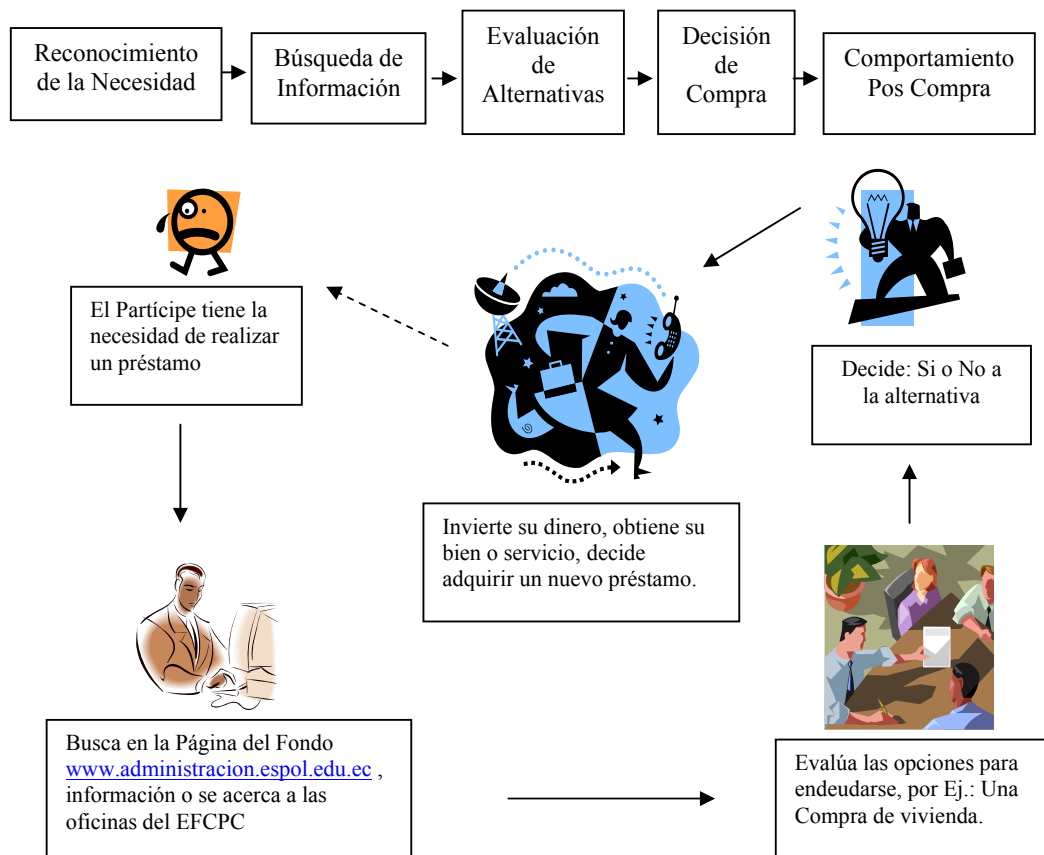 Reconocimiento
de la Necesidad
Búsqueda de
Información
Evaluación
de
Alternativas
Decisión
de
Compra
Comportamiento
Pos Compra
El Partícipe tiene la
necesidad de realizar
un préstamo
Decide: Si o No a
la alternativa
Invierte su dinero, obtiene su
bien o servicio, decide
adquirir un nuevo préstamo.
Busca en la Página del Fondo
www.administracion.espol.edu.ec ,
información o se acerca a las
oficinas del EFCPC
Evalúa las opciones para
endeudarse, por Ej.: Una
Compra de vivienda.